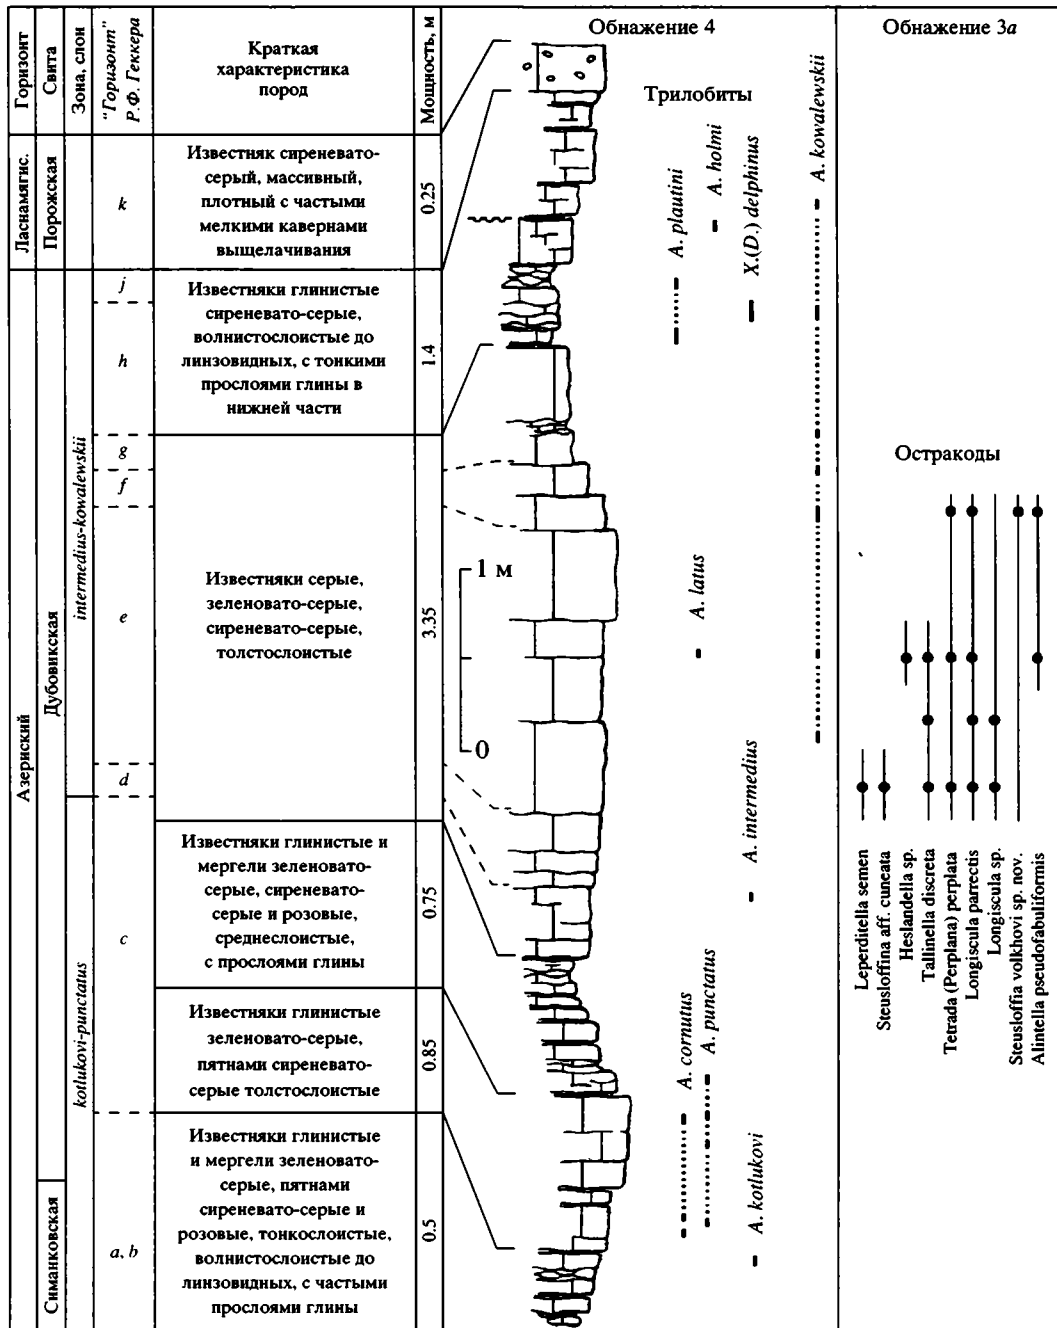 Горизонт
Свита
Зона, слои
"Горизонт"
Р.Ф. Геккера
Краткая
характеристика
пород
Мощность, м
Обнажение 4
Обнажение 3а
Трилобиты
Ласнамягис.
Порожская
k
Известняк сиреневато-
серый, массивный,
плотный с частыми
мелкими кавернами
выщелачивания
0.25
A. plautini
A. holmi
X.(D.) delphinus
A. kowalewskii
Азериский
Дубовикская
intermedius-kowalewskii
j
h
Известняки глинистые
сиреневато-серые,
волнистослоистые до
линзовидных, с тонкими
прослоями глины в
нижней части
1.4
g
f
e
d
Известняки серые,
зеленовато-серые,
сиреневато-серые,
толстослоистые
3.35
1 м
0
A. latus
A. intermedius
Остракоды
kotlukovi-punctatus
c
Известняки глинистые и
мергели зеленовато-
серые, сиреневато-
серые и розовые,
среднеслоистые,
с прослоями глины
0.75
Известняки глинистые
зеленовато-серые,
пятнами сиреневато-
серые толстослоистые
0.85
A. cornutus
A. punctatus
A. kotlukovi
Симанковская
a, b
Известняки глинистые
и мергели зеленовато-
серые, пятнами
сиреневато-серые и
розовые, тонкослоистые,
волнистослоистые до
линзовидных, с частыми
прослоями глины
0.5
Leperditella semen
Steusloffina aff. cuneata
Heslandella sp.
Tallinnella discreta
Tetrada (Perplana) perplata
Longiscula parrectis
Longiscula sp.
Steusloffia volkhovi sp. nov.
Alintella pseudofabuliformis